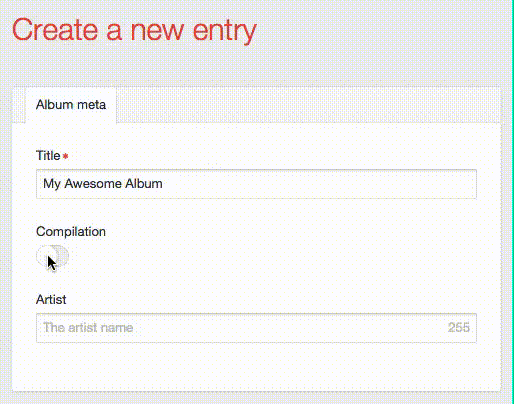 Create a new entry
Album meta
Title*
My Awesome Album
Compilation
Artist
The artist name 255